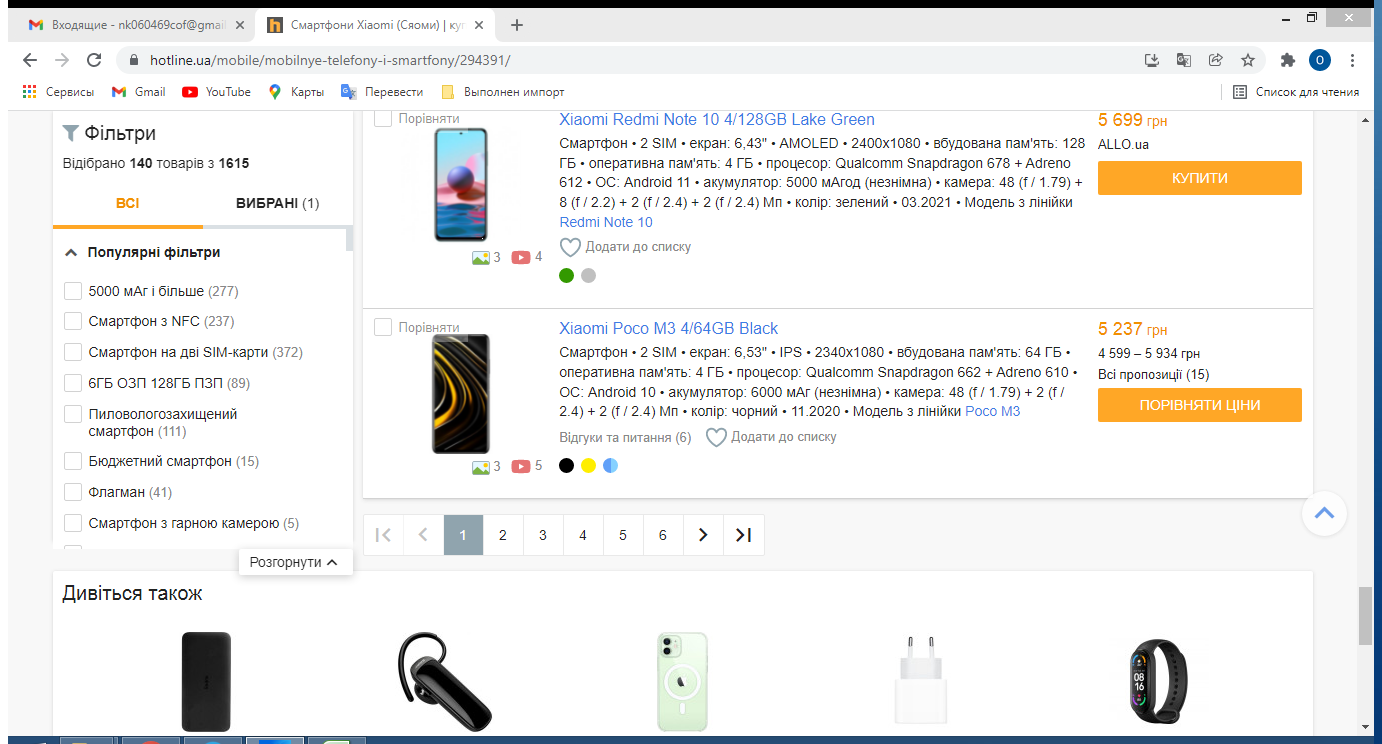 Входящие - nk060469cof@gmai
Смартфони Xiaomi (Сяоми) | куп
hotline.ua/mobile/mobilnye-telefony-i-smartfony/294391/
О
Сервисы
Gmail
YouTube
Карты
Перевести
Выполнен импорт
Список для чтения
Фільтри
Відібрано 140 товарів з 1615
ВСІ
ВИБРАНІ (1)
Популярні фільтри
5000 мАг і більше (277)
Смартфон з NFC (237)
Смартфон на дві SIM-карти (372)
6ГБ ОЗП 128ГБ ПЗП (89)
Пиловологозахищений
смартфон (111)
Бюджетний смартфон (15)
Флагман (41)
Смартфон з гарною камерою (5)
Розгорнути
Порівняти
3
4
Xiaomi Redmi Note 10 4/128GB Lake Green
Смартфон • 2 SIM • екран: 6,43" • AMOLED • 2400x1080 • вбудована пам'ять: 128
ГБ • оперативна пам'ять: 4 ГБ • процесор: Qualcomm Snapdragon 678 + Adreno
612 • ОС: Android 11 • акумулятор: 5000 мАгод (незнімна) • камера: 48 (f / 1.79) +
8 (f / 2.2) + 2 (f / 2.4) + 2 (f / 2.4) Мп • колір: зелений • 03.2021 • Модель з лінійки
Redmi Note 10
Додати до списку
5 699 грн
ALLO.ua
КУПИТИ
Порівняти
3
5
Xiaomi Poco M3 4/64GB Black
Смартфон • 2 SIM • екран: 6,53" • IPS • 2340x1080 • вбудована пам'ять: 64 ГБ •
оперативна пам'ять: 4 ГБ • процесор: Qualcomm Snapdragon 662 + Adreno 610 •
ОС: Android 10 • акумулятор: 6000 мАг (незнімна) • камера: 48 (f / 1.79) + 2 (f /
2.4) + 2 (f / 2.4) Мп • колір: чорний • 11.2020 • Модель з лінійки Poco M3
Відгуки та питання (6)
Додати до списку
5 237 грн
4 599 – 5 934 грн
Всі пропозиції (15)
ПОРІВНЯТИ ЦІНИ
1
2
3
4
5
6
Дивіться також
08
16